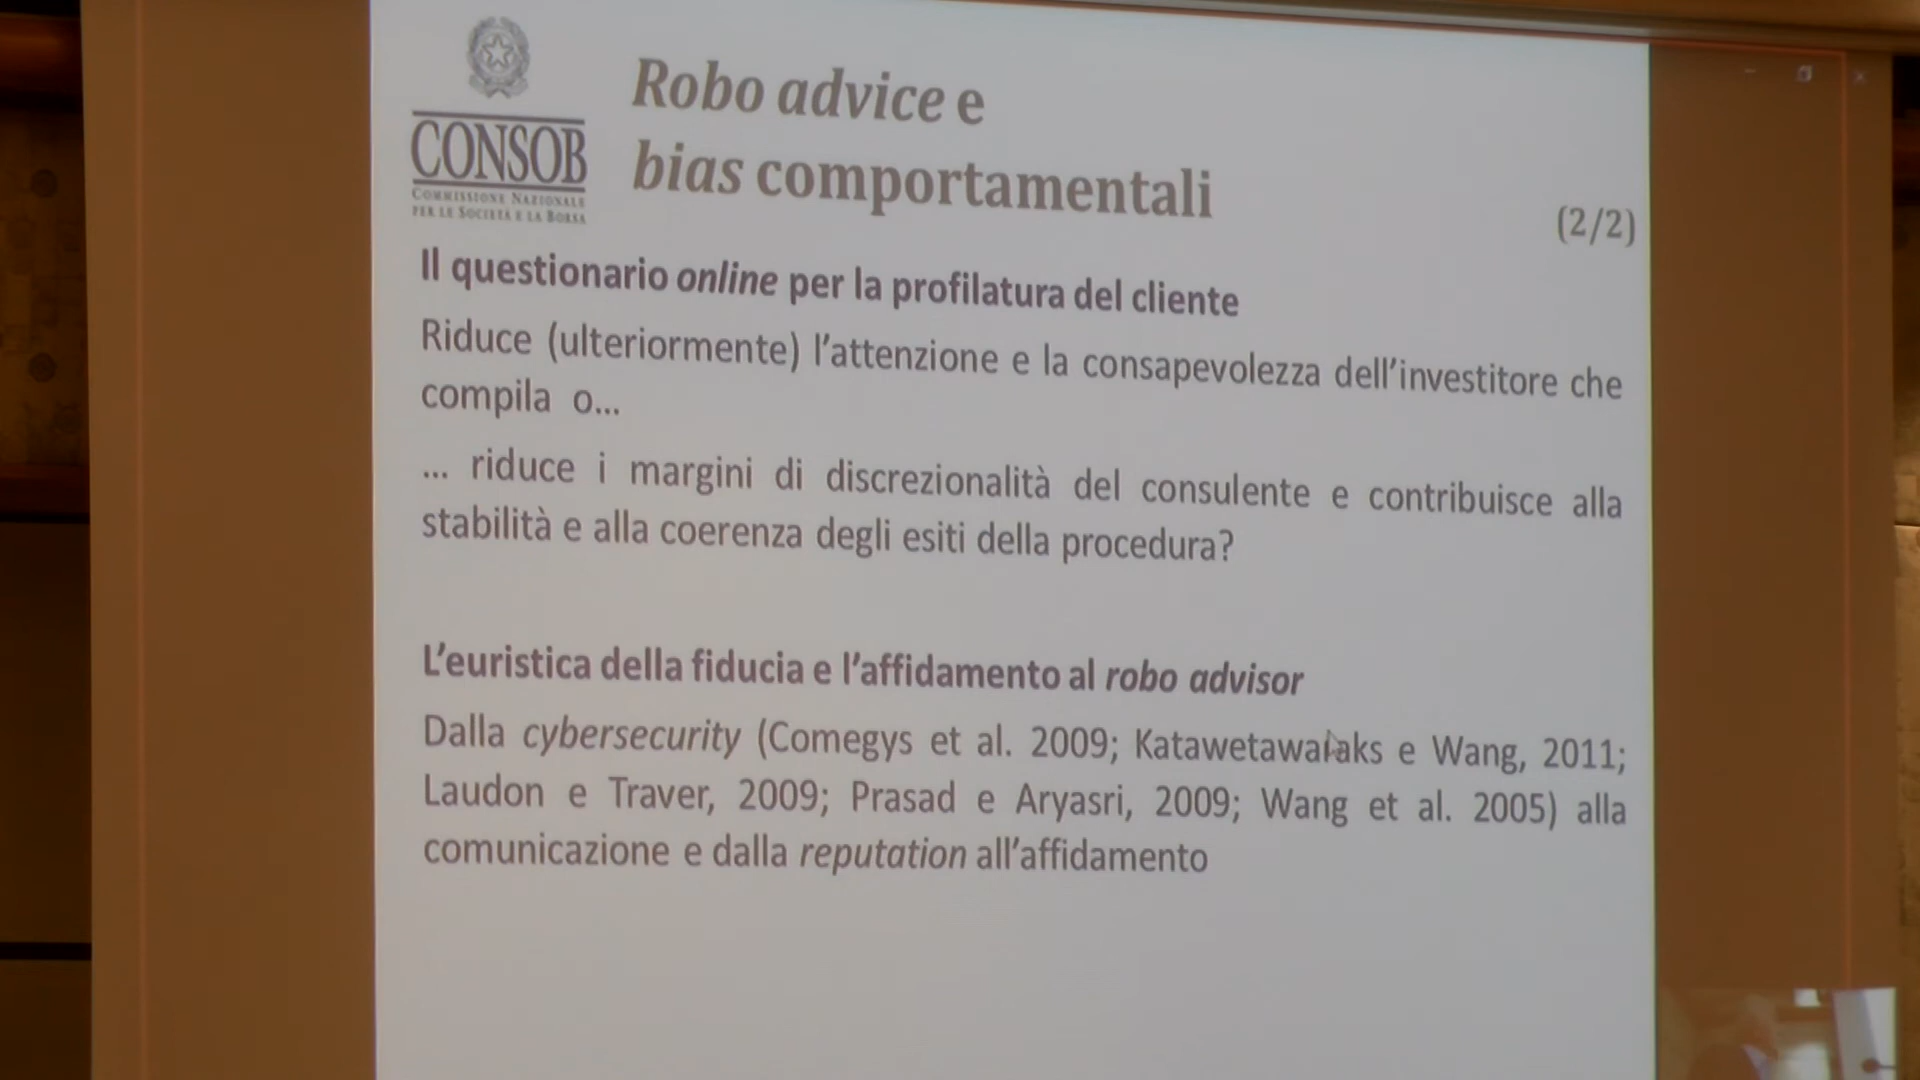 CONSOB
COMMISSIONE NAZIONALE
PER LE SOCIETÀ E LA BORSA
Robo advice e
bias comportamentali
(2/2)
Il questionario online per la profilatura del cliente
Riduce (ulteriormente) l'attenzione e la consapevolezza dell'investitore che
compila o...
... riduce i margini di discrezionalità del consulente e contribuisce alla
stabilità e alla coerenza degli esiti della procedura?
L'euristica della fiducia e l'affidamento al robo advisor
Dalla cybersecurity (Comegys et al. 2009; Katawetawaraks e Wang, 2011;
Laudon e Traver, 2009; Prasad e Aryasri, 2009; Wang et al. 2005) alla
comunicazione e dalla reputation all'affidamento